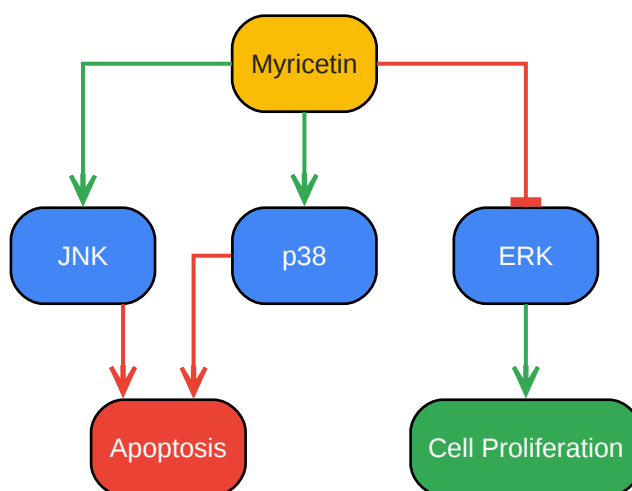 Myricetin
JNK
p38
ERK
Apoptosis
Cell Proliferation